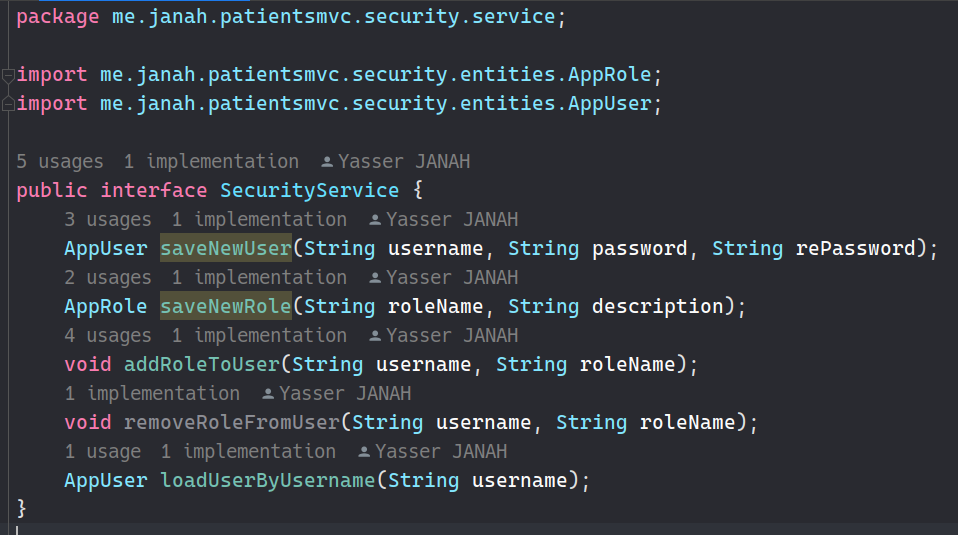 package me.janah.patientsmvc.security.service;
import me.janah.patientsmvc.security.entities.AppRole;
import me.janah.patientsmvc.security.entities.AppUser;
5 usages 1 implementation Yasser JANAH
public interface SecurityService {
3 usages 1 implementation Yasser JANAH
AppUser saveNewUser(String username, String password, String rePassword);
2 usages 1 implementation Yasser JANAH
AppRole saveNewRole(String roleName, String description);
4 usages 1 implementation Yasser JANAH
void addRoleToUser(String username, String roleName);
1 implementation Yasser JANAH
void removeRoleFromUser(String username, String roleName);
1 usage 1 implementation Yasser JANAH
AppUser loadUserByUsername(String username);
}